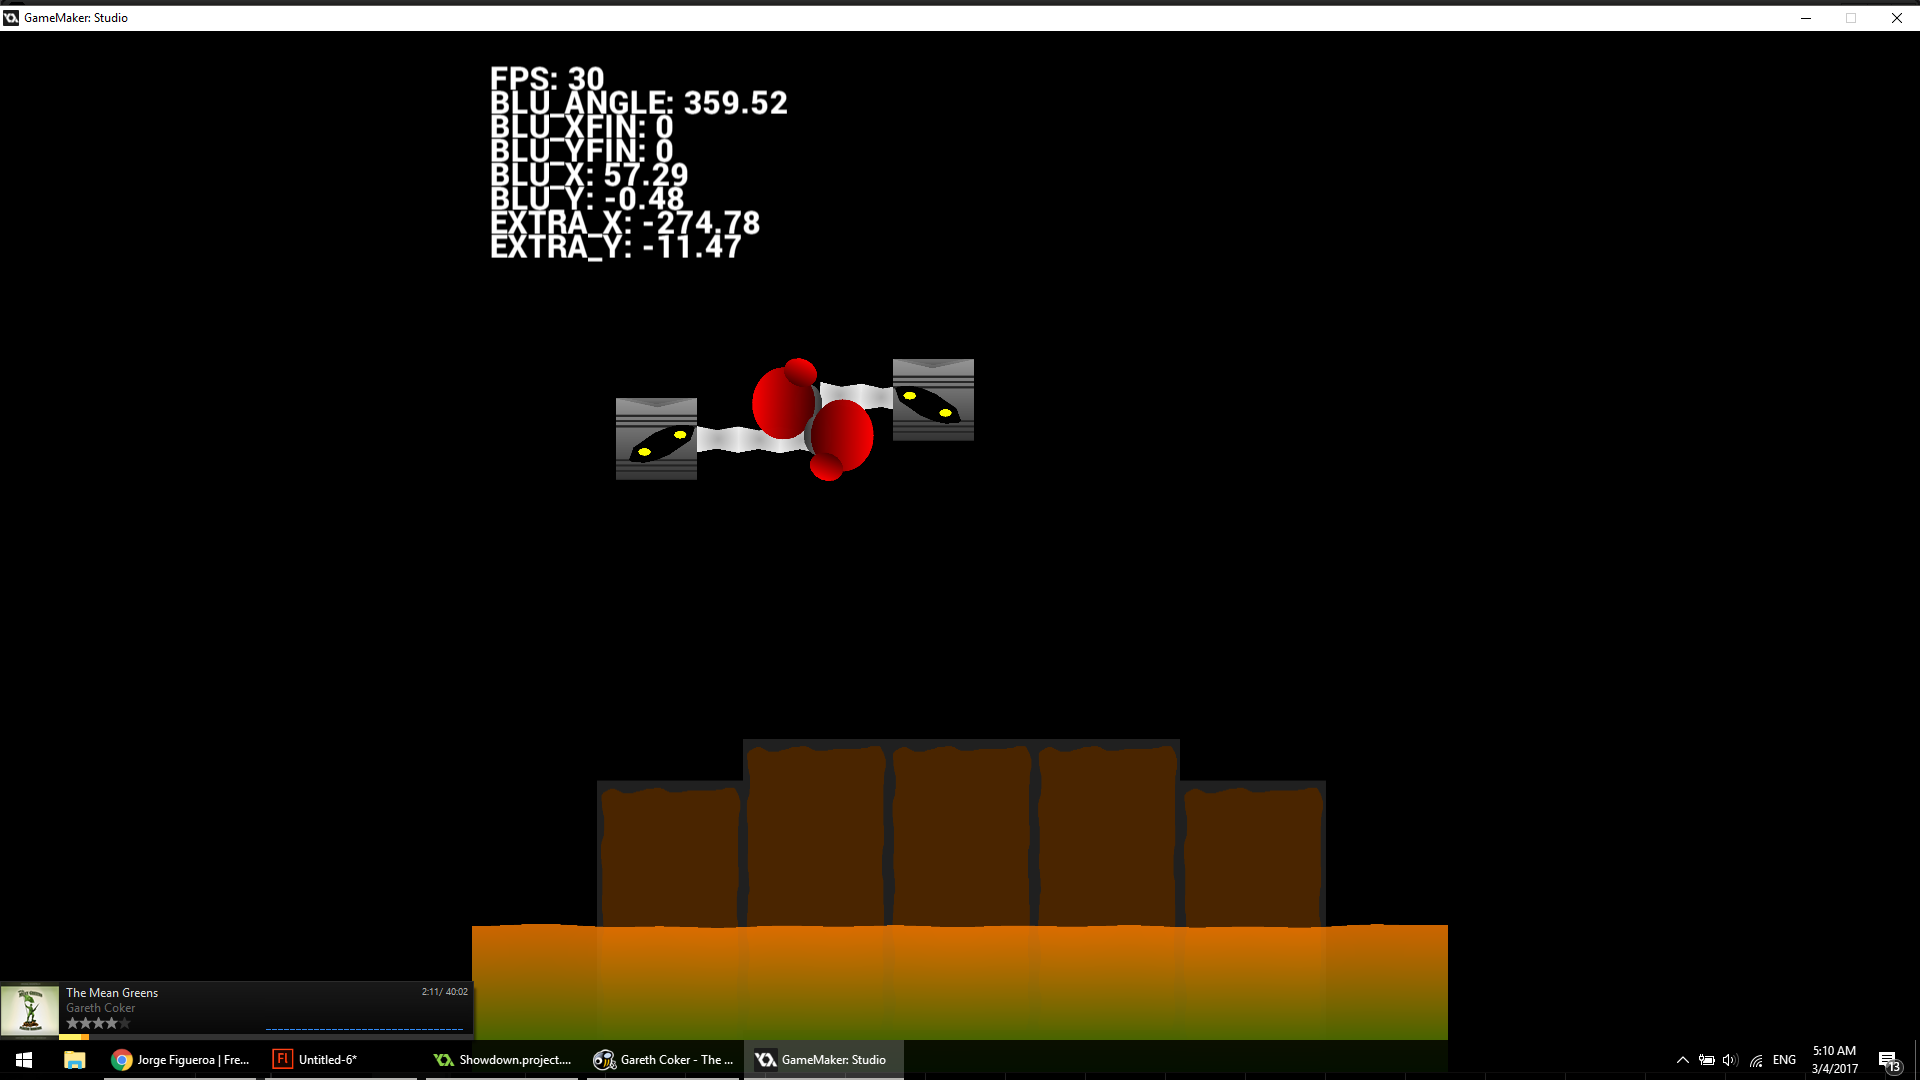 GameMaker: Studio
FPS: 30
BLU_ANGLE: 359.52
BLU_XFIN: 0
BLU_YFIN: 0
BLU_X: 57.29
BLU_Y: -0.48
EXTRA_X: -274.78
EXTRA_Y: -11.47
The Mean Greens
2:11/ 40:02
Gareth Coker
Jorge Figueroa | Fre...
Fl
Untitled-6*
Showdown.project....
Gareth Coker - The ...
GameMaker: Studio
ENG
5:10 AM
3/4/2017
13